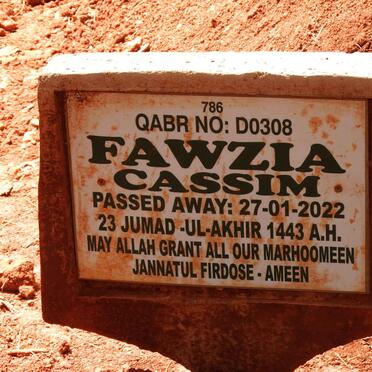 786
QABR NO: D0308
FAWZIA
CASSIM
PASSED AWAY: 27-01-2022
23 JUMAD-UL-AKHIR 1443 A.H.
MAY ALLAH GRANT ALL OUR MARHOOMEEN
JANNATUL FIRDOSE - AMEEN